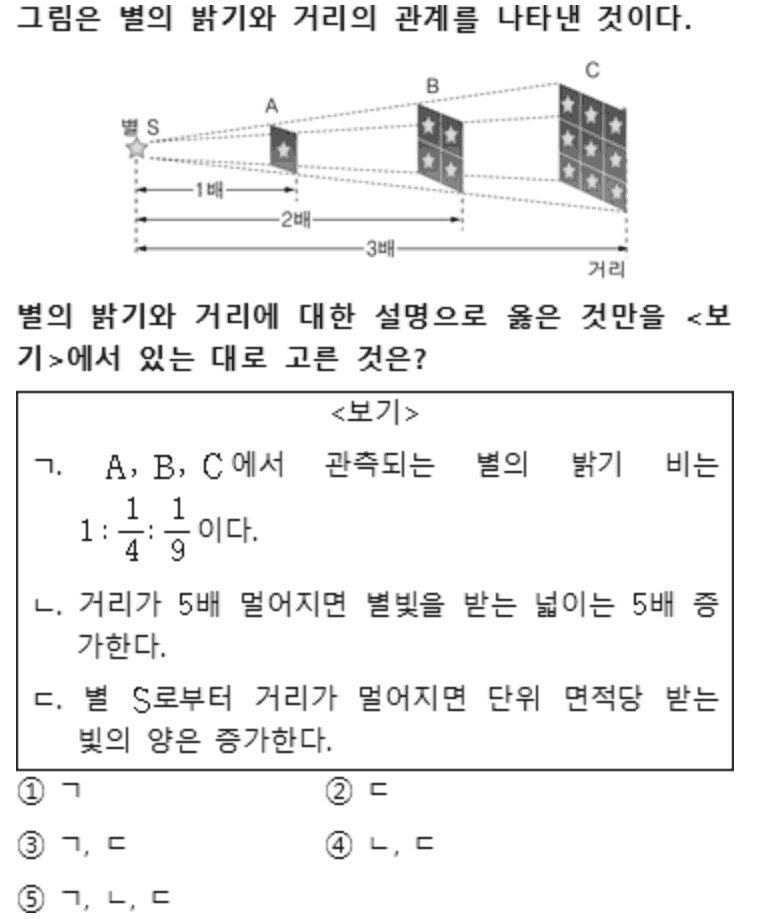 그림은 별의 밝기와 거리의 관계를 나타낸 것이다.
별 S
A
B
C
1배
2배
3배
거리
별의 밝기와 거리에 대한 설명으로 옳은 것만을 <보
기>에서 있는 대로 고른 것은?
<보기>
ㄱ. A, B, C에서 관측되는 별의 밝기 비는
1 : 1/4 : 1/9 이다.
ㄴ. 거리가 5배 멀어지면 별빛을 받는 넓이는 5배 증
가한다.
ㄷ. 별 S로부터 거리가 멀어지면 단위 면적당 받는
빛의 양은 증가한다.
① ㄱ ② ㄷ
③ ㄱ, ㄷ ④ ㄴ, ㄷ
⑤ ㄱ, ㄴ, ㄷ